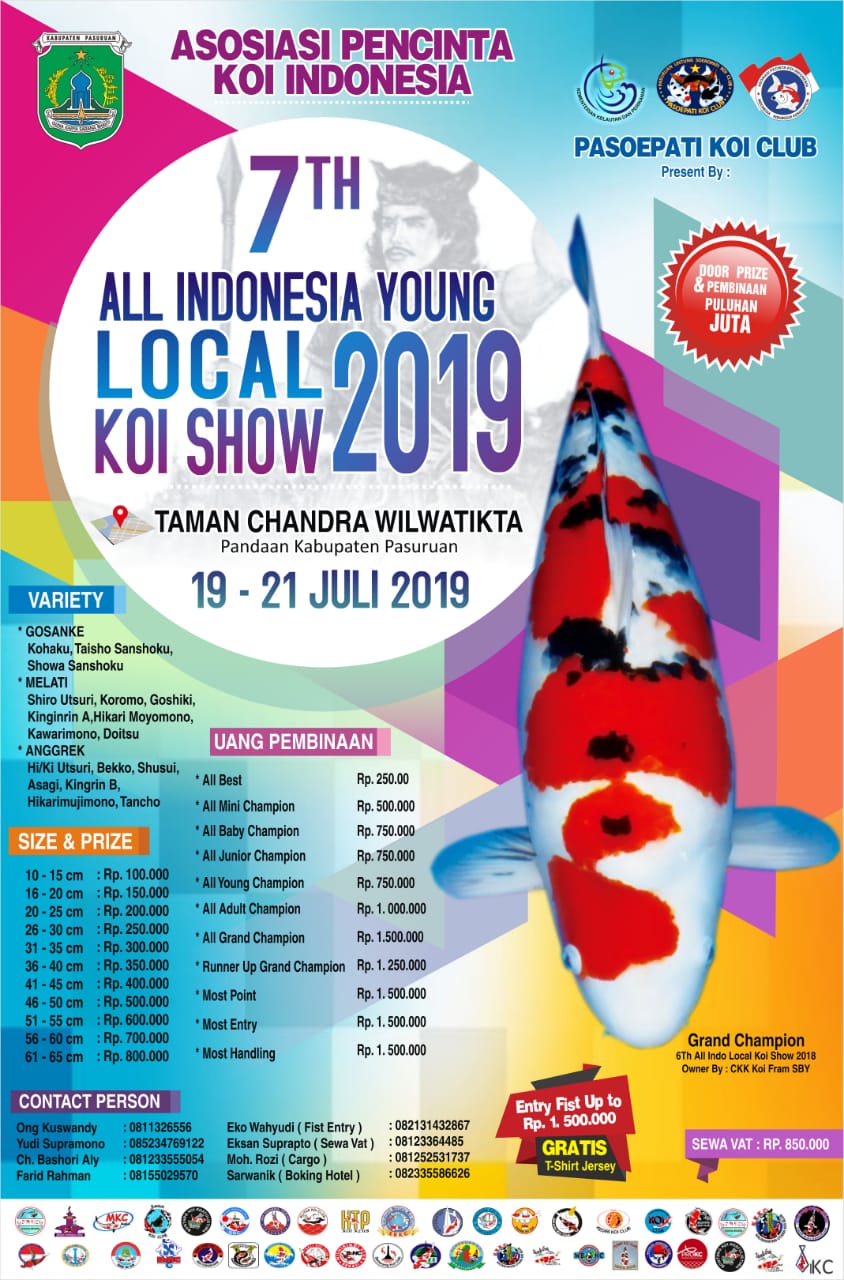 KABUPATEN PASURUAN
ASOSIASI PENCINTA
KOI INDONESIA
KEMENTERIAN KELAUTAN DAN PERIKANAN
PASOEPATI KOI CLUB
PASOEPATI KOI CLUB
Present By :
7TH
ALL INDONESIA YOUNG
LOCAL
KOI SHOW
2019
DOOR PRIZE
& PEMBINAAN
PULUHAN
JUTA
TAMAN CHANDRA WILWATIKTA
Pandaan Kabupaten Pasuruan
19 - 21 JULI 2019
VARIETY
* GOSANKE
Kohaku, Taisho Sanshoku,
Showa Sanshoku
* MELATI
Shiro Utsuri, Koromo, Goshiki,
Kinginrin A,Hikari Moyomono,
Kawarimono, Doitsu
* ANGGREK
Hi/Ki Utsuri, Bekko, Shusui,
Asagi, Kingrin B,
Hikarimujimono, Tancho
SIZE & PRIZE
10 - 15 cm : Rp. 100.000
16 - 20 cm : Rp. 150.000
20 - 25 cm : Rp. 200.000
26 - 30 cm : Rp. 250.000
31 - 35 cm : Rp. 300.000
36 - 40 cm : Rp. 350.000
41 - 45 cm : Rp. 400.000
46 - 50 cm : Rp. 500.000
51 - 55 cm : Rp. 600.000
56 - 60 cm : Rp. 700.000
61 - 65 cm : Rp. 800.000
UANG PEMBINAAN
* All Best Rp. 250.00
* All Mini Champion Rp. 500.000
* All Baby Champion Rp. 750.000
* All Junior Champion Rp. 750.000
* All Young Champion Rp. 750.000
* All Adult Champion Rp. 1. 000.000
* All Grand Champion Rp. 1.500.000
* Runner Up Grand Champion Rp. 1. 250.000
* Most Point Rp. 1. 500.000
* Most Entry Rp. 1. 500.000
* Most Handling Rp. 1. 500.000
Grand Champion
6Th All Indo Local Koi Show 2018
Owner By : CKK Koi Fram SBY
CONTACT PERSON
Ong Kuswandy : 0811326556
Yudi Supramono : 085234769122
Ch. Bashori Aly : 081233555054
Farid Rahman : 08155029570
Eko Wahyudi ( Fist Entry ) : 082131432867
Eksan Suprapto ( Sewa Vat ) : 08123364485
Moh. Rozi ( Cargo ) : 081252531737
Sarwanik ( Boking Hotel ) : 082335586626
Entry Fist Up to
Rp. 1. 500.000
GRATIS
T-Shirt Jersey
SEWA VAT : RP. 850.000
MKC